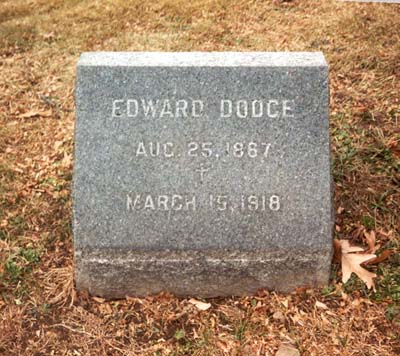 EDWARD DODGE
AUG. 25, 1867
MARCH 15, 1918